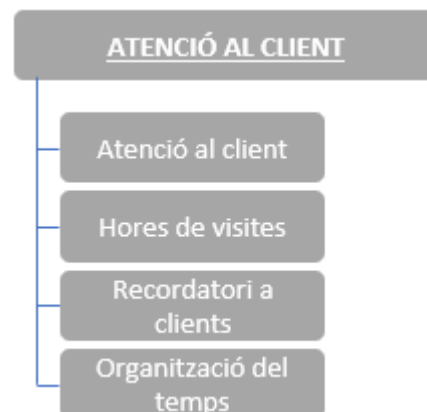 ATENCIÓ AL CLIENT
Atenció al client
Hores de visites
Recordatori a
clients
Organització del
temps